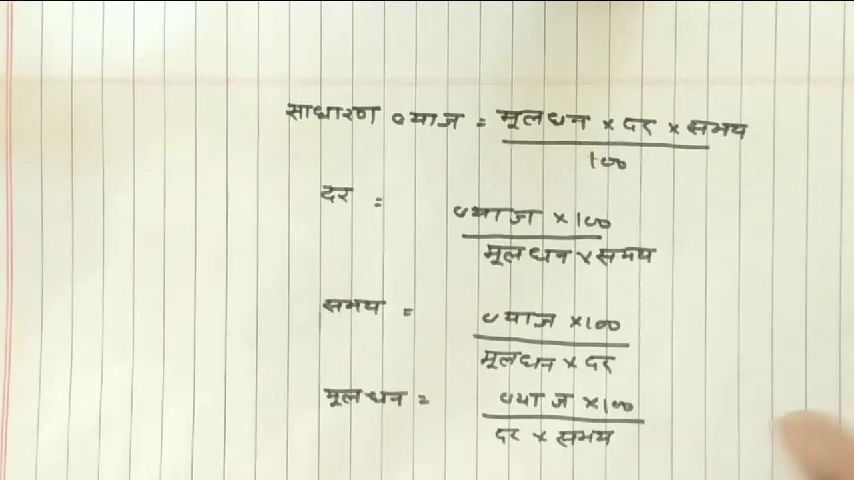 साधारण ब्याज = मूलधन × दर × समय
100
दर =
ब्याज × 100
मूलधन × समय
समय =
ब्याज ×100
मूलधन × दर
मूलधन =
ब्याज ×100
दर × समय